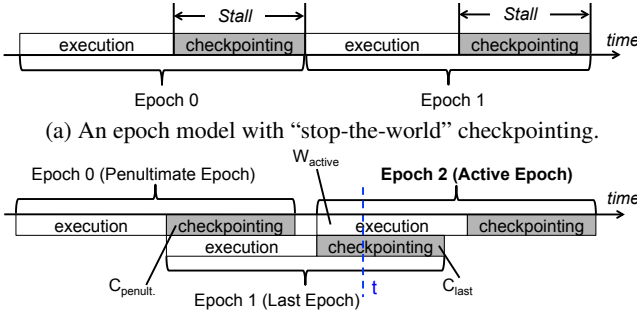 Stall Stall
execution checkpointing execution checkpointing time
Epoch 0 Epoch 1
(a) An epoch model with “stop-the-world” checkpointing.
W_active
Epoch 0 (Penultimate Epoch) Epoch 2 (Active Epoch) time
execution checkpointing execution checkpointing
execution checkpointing
C_penult. C_last
Epoch 1 (Last Epoch) t